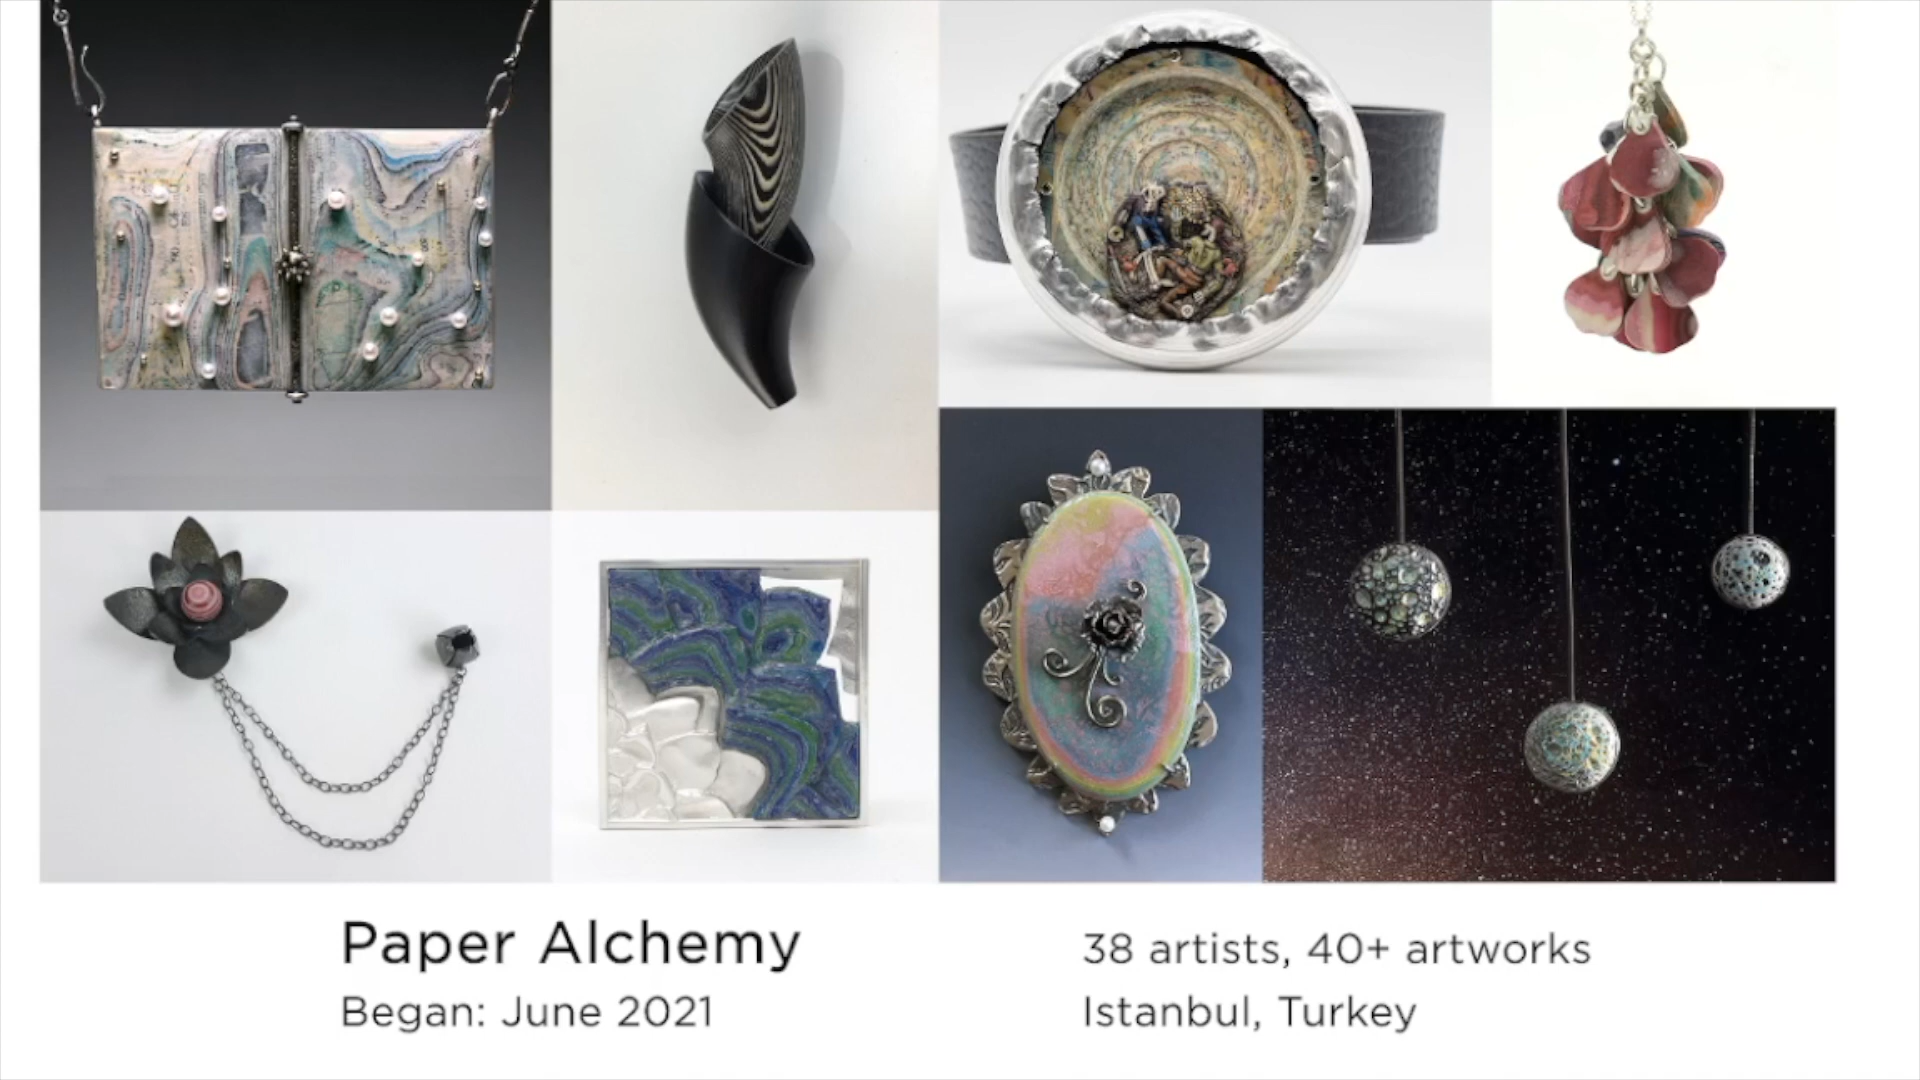 Paper Alchemy
Began: June 2021
38 artists, 40+ artworks
Istanbul, Turkey